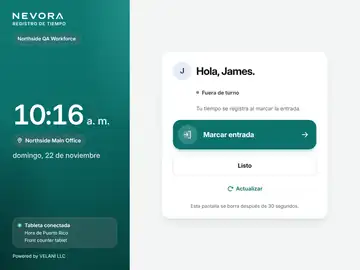 NEVORA
REGISTRO DE TIEMPO
Northside QA Workforce
10:16 a. m.
Northside Main Office
domingo, 22 de noviembre
Tableta conectada
Hora de Puerto Rico
Front counter tablet
Powered by VELANI LLC.
J
Hola, James.
Fuera de turno
Tu tiempo se registra al marcar la entrada.
Marcar entrada
Listo
Actualizar
Esta pantalla se borra después de 30 segundos.